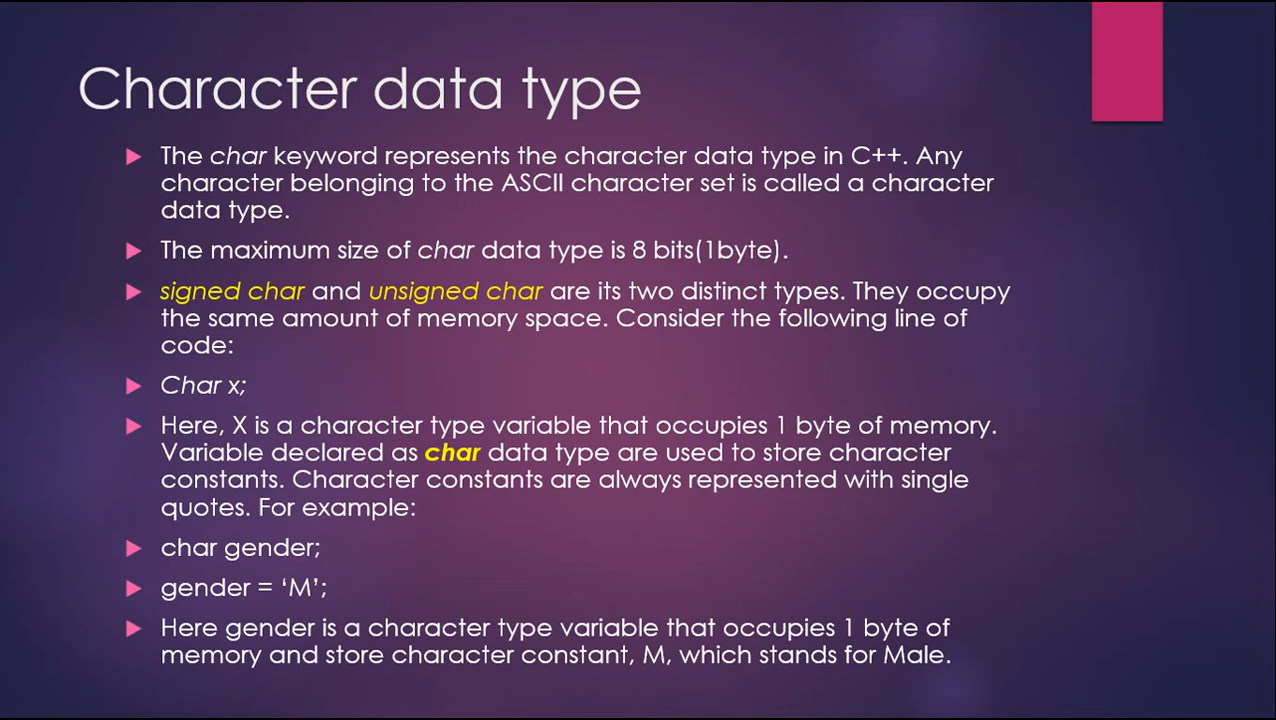 Character data type
The char keyword represents the character data type in C++. Any
character belonging to the ASCII character set is called a character
data type.
The maximum size of char data type is 8 bits(1byte).
signed char and unsigned char are its two distinct types. They occupy
the same amount of memory space. Consider the following line of
code:
Char x;
Here, X is a character type variable that occupies 1 byte of memory.
Variable declared as char data type are used to store character
constants. Character constants are always represented with single
quotes. For example:
char gender;
gender = ‘M’;
Here gender is a character type variable that occupies 1 byte of
memory and store character constant, M, which stands for Male.